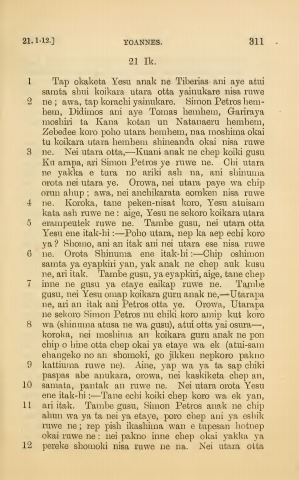 21. 1-12.] YOANNES. 311
21 Ik.
1 Tap okaketa Yesu anak ne Tiberias ani aye atui
samta shui koikara utara otta yainukare nisa ruwe
2 ne; awa, tap korachi yainukare. Simon Petros hem-
hem, Didimos ani aye Tomas hemhem, Gariraya
moshiri ta Kana kotan un Natanaeru hemhem,
Zebedee koro poho utara hemhem, naa moshima okai
tu koikara utara hemhem shinenda okai nisa ruwe
3 ne. Nei utara otta,—Kuani anak ne chep koiki gusu
Ku arapa, ari Simon Petros ye ruwe ne. Chi utara
ne yakka e tura no ariki ash na, ani shinuma
orota nei utara ye. Orowa, nei utara paye wa chip
orun ahup; awa, nei anchikarata eomken nisa ruwe
4 ne. Koroka, tane peken-nisat koro, Yesu atuisam
kata ash ruwe ne: aige, Yesu ne sekoro koikara utara
5 erampeutek ruwe ne. Tambe gusu, nei utara otta
Yesu ene itak-hi:—Poho utara, nep ka aep echi koro
ya? Shomo, ani an itak ani nei utara ese nisa ruwe
6 ne. Orota Shinuma ene itak-hi:—Chip oshimon
samta ya eyapkiri yan, yak anak ne chep auk kusu
ne, ari itak. Tambe gusu, ya eyapkiri, aige, tane chep
7 inne ne gusu ya etaye eaikap ruwe ne. Tambe
gusu, nei Yesu omap koikara guru anak ne,—Utarapa
ne, ari an itak ani Petros otta ye. Orowa, Utarapa
ne sekoro Simon Petros nu chiki koro amip kut koro
8 wa (shinuma atusa ne wa gusu), atui otta yai osura—,
koroka, nei moshima an koikara guru anak ne pon
chip o hine otta chep okai ya etaye wa ek (atui-sam
ehangeko no an shomoki, go jikken nepkoro pakno
9 kattuima ruwe ne). Aine, yap wa ya ta sap chiki
paspas abe anukara, orowa, nei kaskiketa chep an,
10 samata, pantak an ruwe ne. Nei utara orota Yesu
ene itak-hi:—Tane echi koiki chep koro wa ek yan,
11 ari itak. Tambe gusu, Simon Petros anak ne chip
ahun wa ya ta nei ya etaye, poro chep ani ya eshik
ruwe ne; rep pish ikashima wan e tupesan hotnep
okai ruwe ne: nei pakno inne chep okai yakka ya
12 pereke shomoki nisa ruwe ne na. Nei utara otta